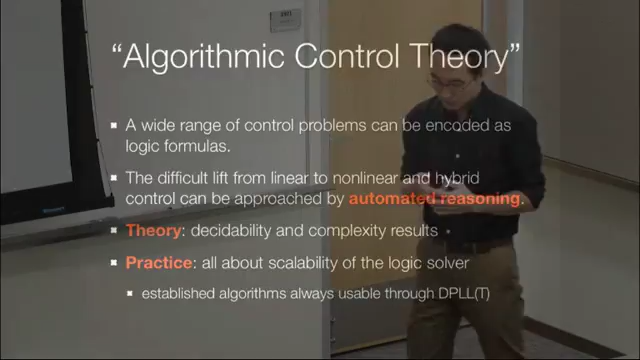 “Algorithmic Control Theory”
A wide range of control problems can be encoded as
logic formulas.
The difficult lift from linear to nonlinear and hybrid
control can be approached by automated reasoning.
Theory: decidability and complexity results
Practice: all about scalability of the logic solver
established algorithms always usable through DPLL(T)